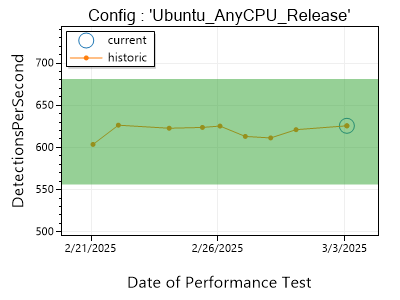 Config : 'Ubuntu_AnyCPU_Release'
current
historic
DetectionsPerSecond
700
650
600
550
500
2/21/2025
2/26/2025
3/3/2025
Date of Performance Test